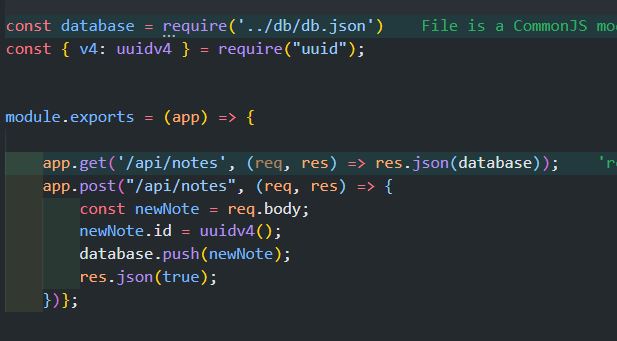 const database = require('../db/db.json')    File is a CommonJS mo
const { v4: uuidv4 } = require("uuid");
module.exports = (app) => {
app.get('/api/notes', (req, res) => res.json(database));    'r
app.post("/api/notes", (req, res) => {
const newNote = req.body;
newNote.id = uuidv4();
database.push(newNote);
res.json(true);
})};